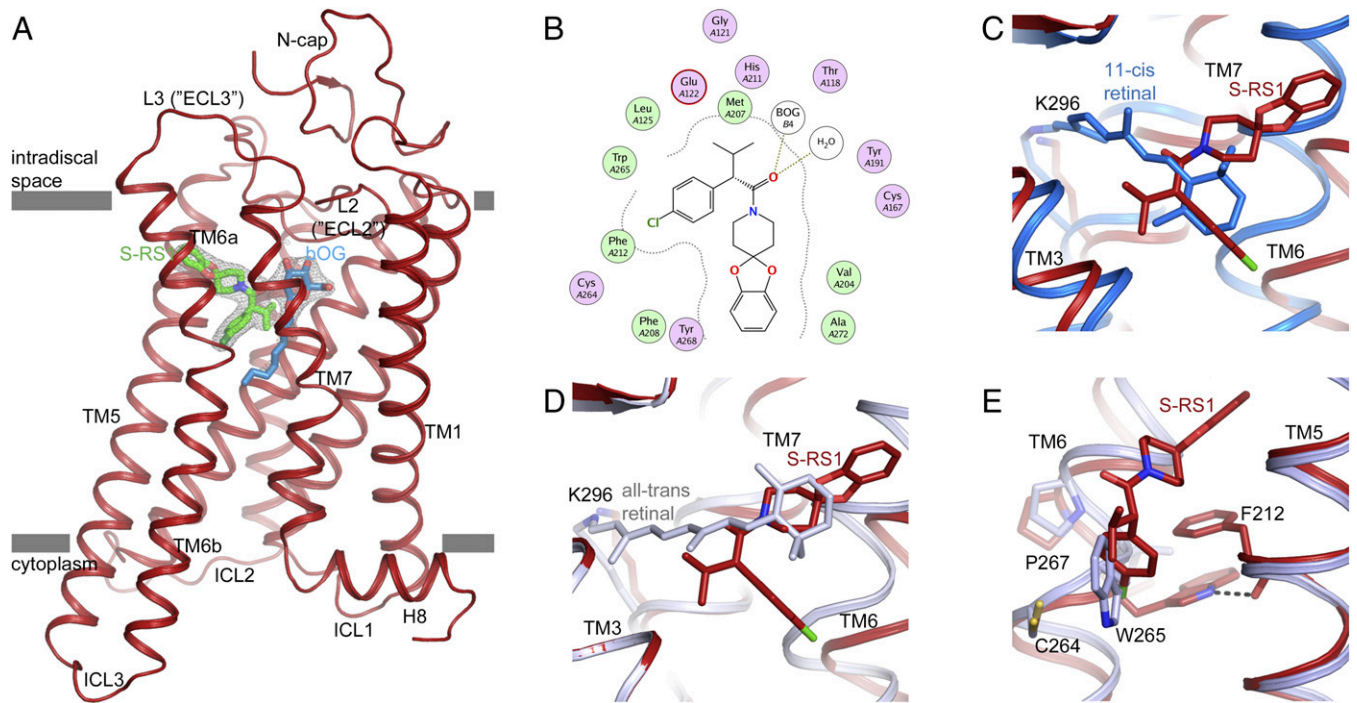 A
N-cap
L3 ("ECL3")
intradiscal
space
L2
("ECL2")
TM6a
S-RS
bOG
TM7
TM5
TM1
TM6b
cytoplasm
ICL2
H8
ICL1
ICL3
B
Gly
A121
His
A211
Thr
A118
Glu
A122
Leu
A125
Met
A207
BOG
B4
H₂O
Tyr
A191
Trp
A265
Cys
A167
O
Cl
N
Phe
A212
O
O
Val
A204
Cys
A264
Phe
A208
Tyr
A268
Ala
A272
C
TM7
11-cis
retinal
S-RS1
K296
TM3
TM6
D
TM7
S-RS1
K296
all-trans
retinal
TM3
TM6
E
S-RS1
TM6
TM5
F212
P267
W265
C264